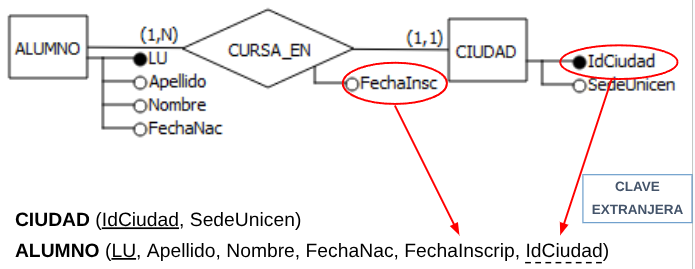 ALUMNO
(1,N)
CURSA_EN
(1,1)
CIUDAD
LU
Apellido
Nombre
FechaNac
FechaInsc
IdCiudad
SedeUnicen
CLAVE
EXTRANJERA
CIUDAD (IdCiudad, SedeUnicen)
ALUMNO (LU, Apellido, Nombre, FechaNac, FechaInscrip, IdCiudad)